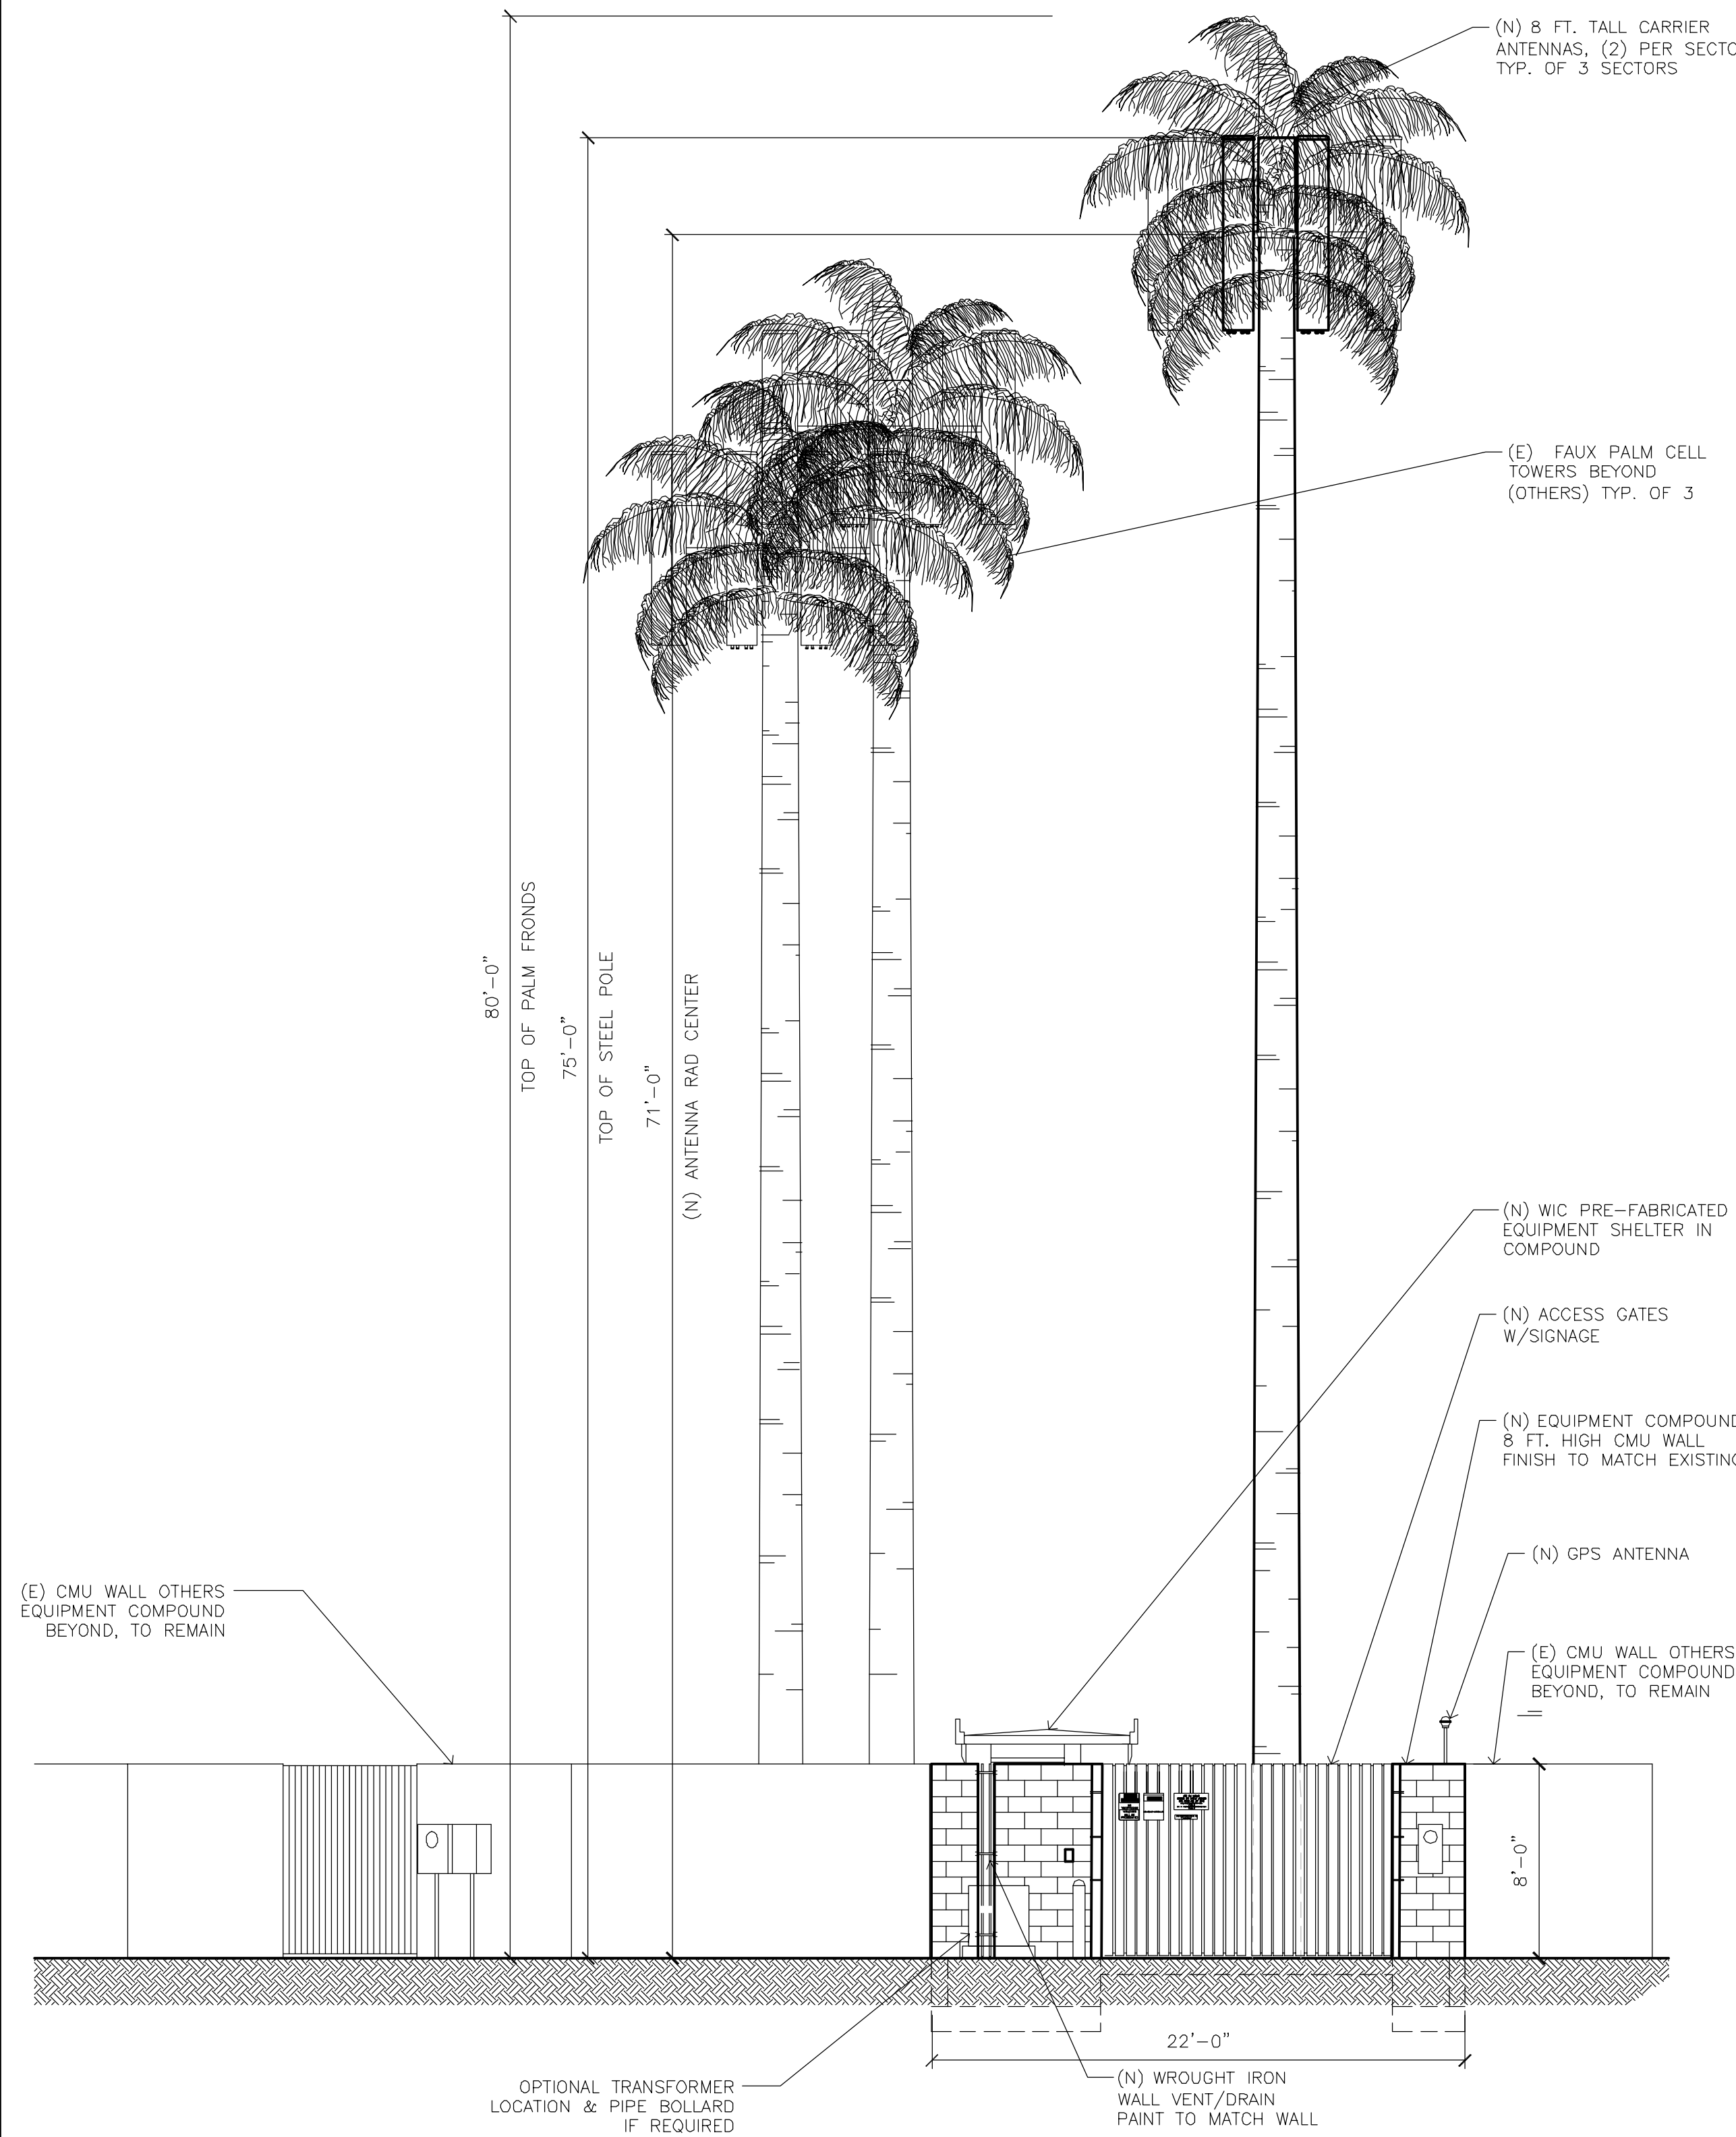 (N) 8 FT. TALL CARRIER
ANTENNAS, (2) PER SECTO
TYP. OF 3 SECTORS
(E) FAUX PALM CELL
TOWERS BEYOND
(OTHERS) TYP. OF 3
80'-0"
TOP OF PALM FRONDS
75'-0"
TOP OF STEEL POLE
71'-0"
(N) ANTENNA RAD CENTER
(N) WIC PRE-FABRICATED
EQUIPMENT SHELTER IN
COMPOUND
(N) ACCESS GATES
W/SIGNAGE
(N) EQUIPMENT COMPOUND
8 FT. HIGH CMU WALL
FINISH TO MATCH EXISTING
(N) GPS ANTENNA
(E) CMU WALL OTHERS
EQUIPMENT COMPOUND
BEYOND, TO REMAIN
(E) CMU WALL OTHERS
EQUIPMENT COMPOUND
BEYOND, TO REMAIN
8'-0"
22'-0"
OPTIONAL TRANSFORMER
LOCATION & PIPE BOLLARD
IF REQUIRED
(N) WROUGHT IRON
WALL VENT/DRAIN
PAINT TO MATCH WALL